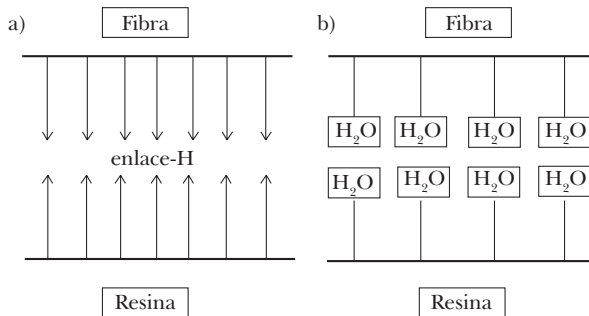 a)
Fibra
enlace-H
Resina
b)
Fibra
H₂O H₂O H₂O H₂O
H₂O H₂O H₂O H₂O
Resina